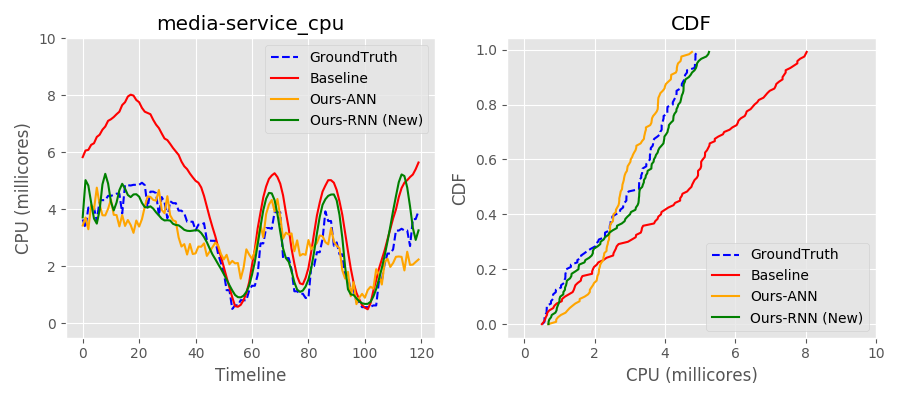 media-service_cpu
CPU (millicores)
10
8
6
4
2
0
0
20
40
60
80
100
120
Timeline
GroundTruth
Baseline
Ours-ANN
Ours-RNN (New)
CDF
CDF
1.0
0.8
0.6
0.4
0.2
0.0
0
2
4
6
8
10
CPU (millicores)
GroundTruth
Baseline
Ours-ANN
Ours-RNN (New)